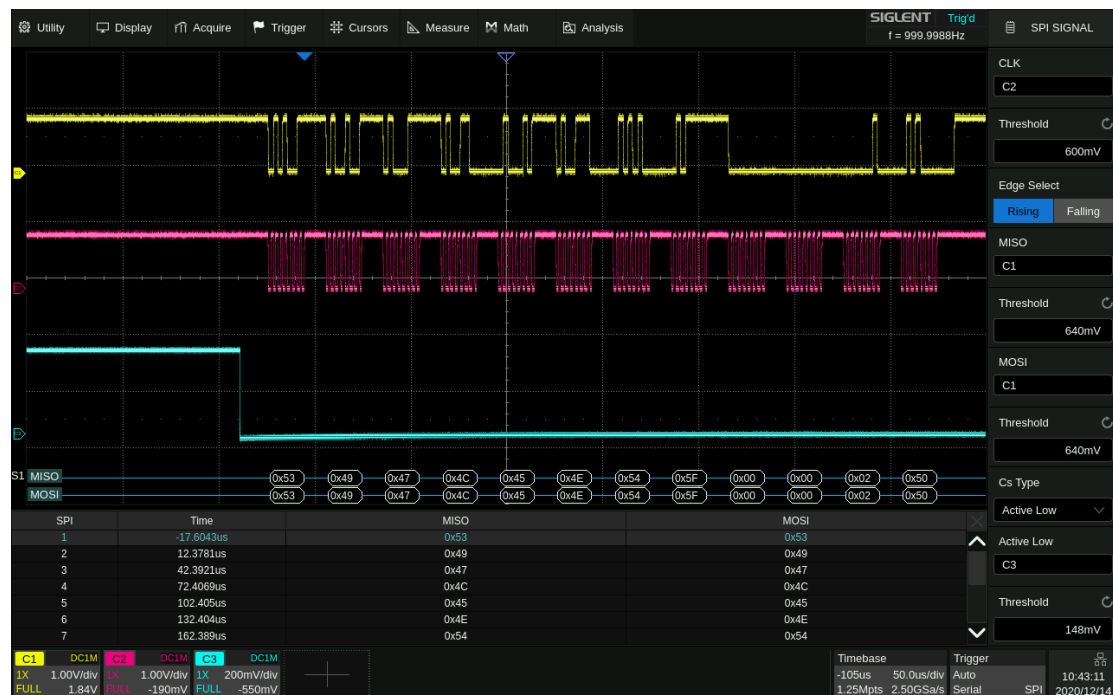 Utility Display Acquire Trigger Cursors Measure Math Analysis
SIGLENT Trig'd
f = 999.9988Hz
SPI SIGNAL
CLK
C2
Threshold
600mV
Edge Select
Rising Falling
MISO
C1
Threshold
640mV
MOSI
C1
Threshold
640mV
Cs Type
Active Low
Active Low
C3
Threshold
148mV
C1
S1 MISO 0x53 0x49 0x47 0x4C 0x45 0x4E 0x54 0x5F 0x00 0x00 0x02 0x50
MOSI 0x53 0x49 0x47 0x4C 0x45 0x4E 0x54 0x5F 0x00 0x00 0x02 0x50
SPI Time MISO MOSI
1 -17.6043us 0x53 0x53
2 12.3781us 0x49 0x49
3 42.3921us 0x47 0x47
4 72.4069us 0x4C 0x4C
5 102.405us 0x45 0x45
6 132.404us 0x4E 0x4E
7 162.389us 0x54 0x54
C1 DC1M C2 DC1M C3 DC1M
1X 1.00V/div 1X 1.00V/div 1X 200mV/div
FULL 1.84V FULL -190mV FULL -550mV
Timebase Trigger
-105us 50.0us/div Auto
1.25Mpts 2.50GSa/s Serial SPI
10:43:11
2020/12/14